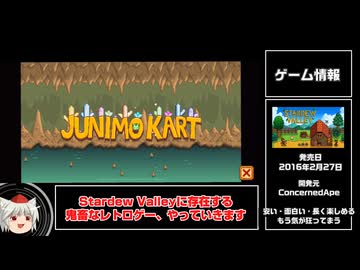 JUNIMO KART
Stardew Valleyに存在する
鬼畜なレトロゲー、やっていきます
ゲーム情報
STARDEW
VALLEY
発売日
2016年2月27日
開発元
ConcernedApe
安い・面白い・長く楽しめる
もう気が狂ってまう